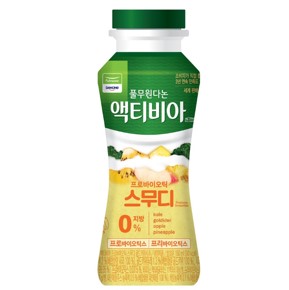 풀무원다논
액티비아
프로바이오틱
스무디
0%
지방
kale
goldkiwi
apple
pineapple
프로바이오틱스
프리바이오틱스